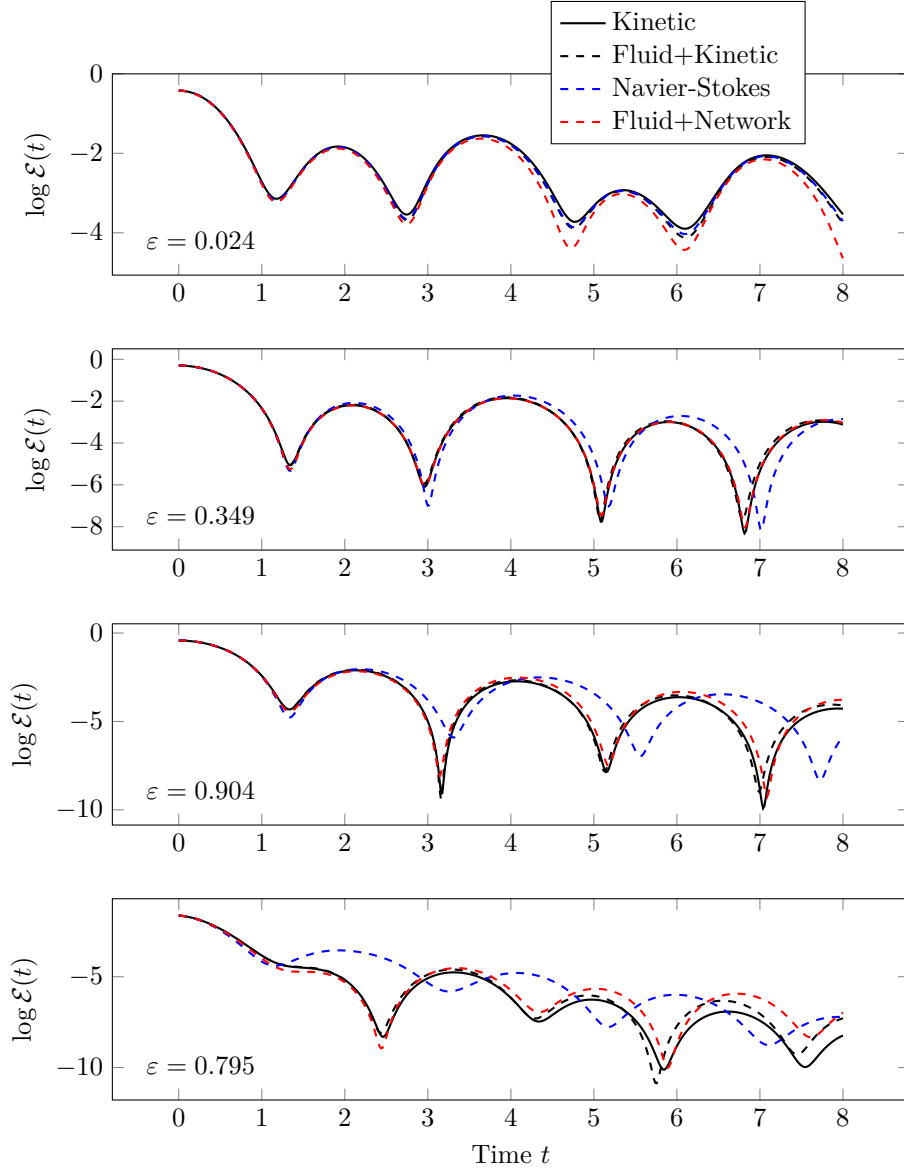 Kinetic
Fluid+Kinetic
Navier-Stokes
Fluid+Network
0
−2
−4
log ℰ(t)
ε = 0.024
0 1 2 3 4 5 6 7 8
0
−2
−4
−6
−8
log ℰ(t)
ε = 0.349
0 1 2 3 4 5 6 7 8
0
−5
−10
log ℰ(t)
ε = 0.904
0 1 2 3 4 5 6 7 8
−5
−10
log ℰ(t)
ε = 0.795
0 1 2 3 4 5 6 7 8
Time t